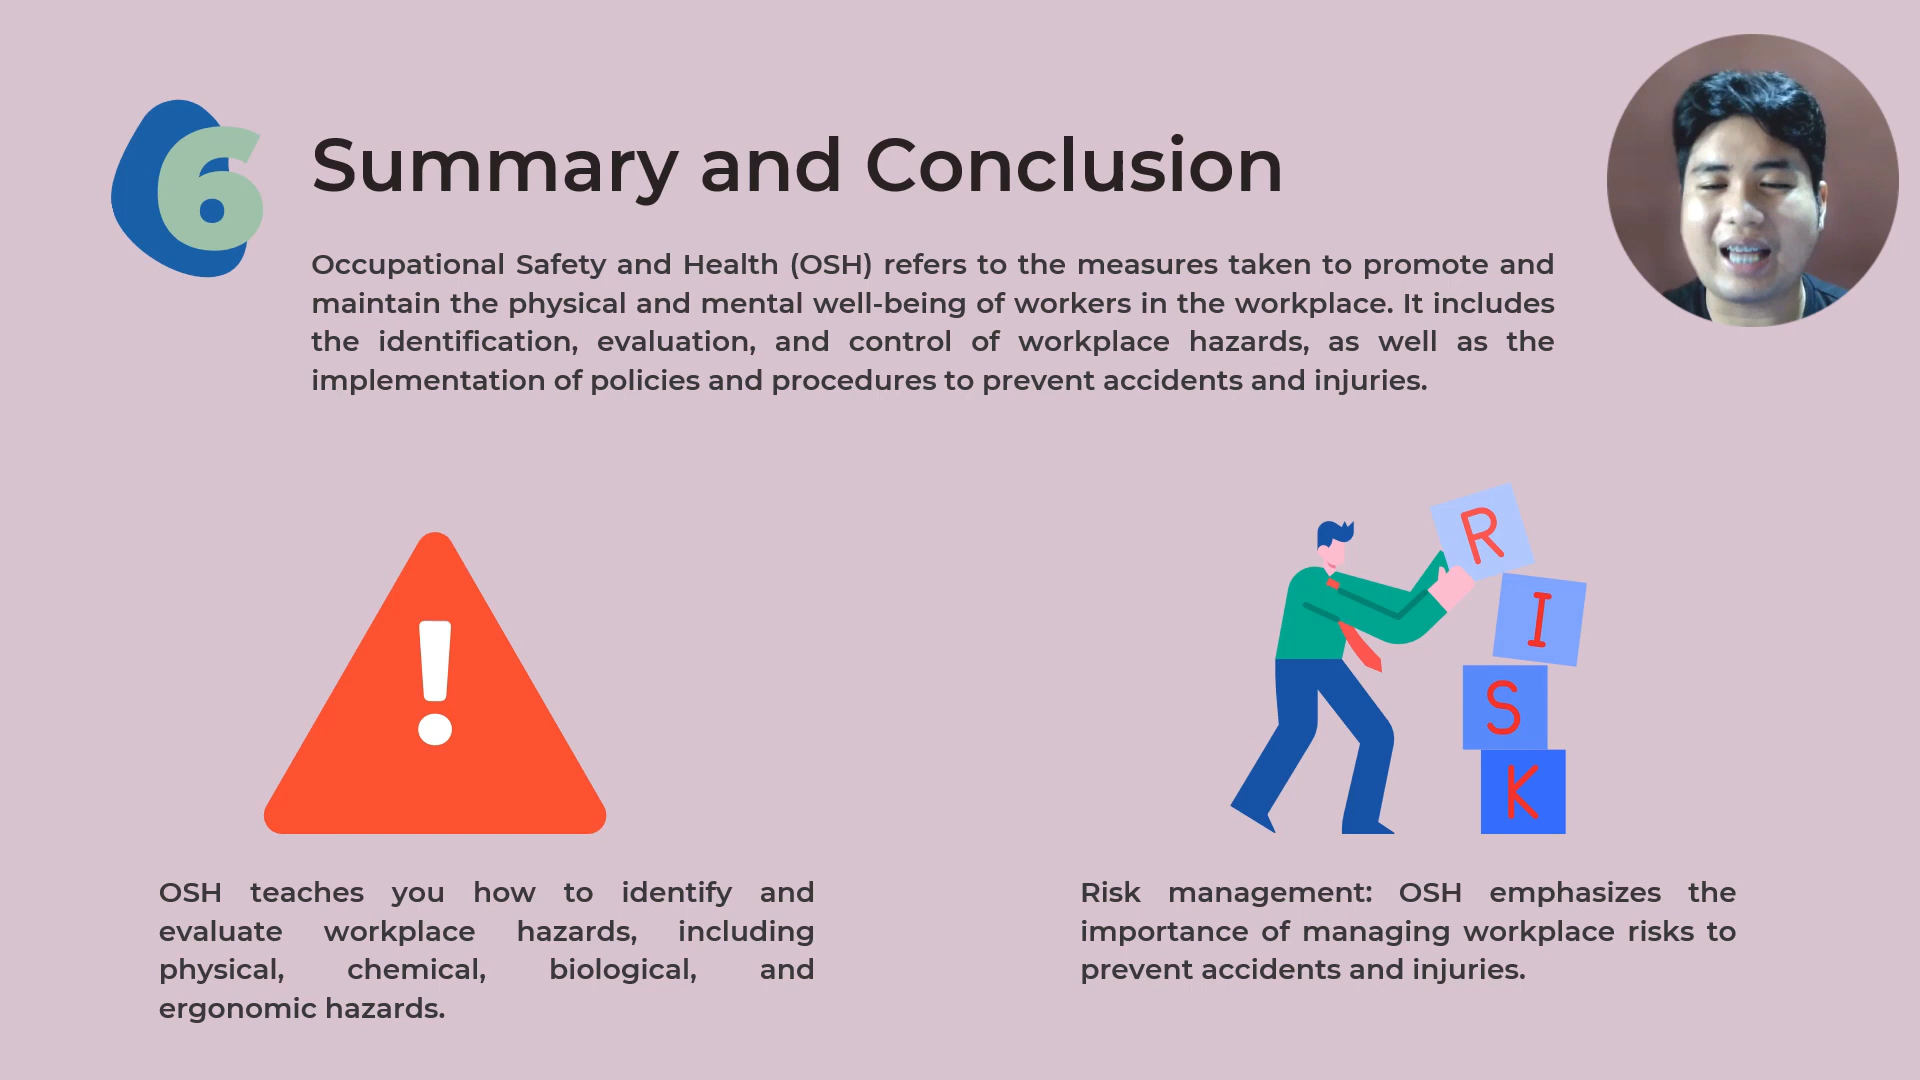 6
Summary and Conclusion
Occupational Safety and Health (OSH) refers to the measures taken to promote and
maintain the physical and mental well-being of workers in the workplace. It includes
the identification, evaluation, and control of workplace hazards, as well as the
implementation of policies and procedures to prevent accidents and injuries.
!
OSH teaches you how to identify and
evaluate workplace hazards, including
physical, chemical, biological, and
ergonomic hazards.
R
I
S
K
Risk management: OSH emphasizes the
importance of managing workplace risks to
prevent accidents and injuries.